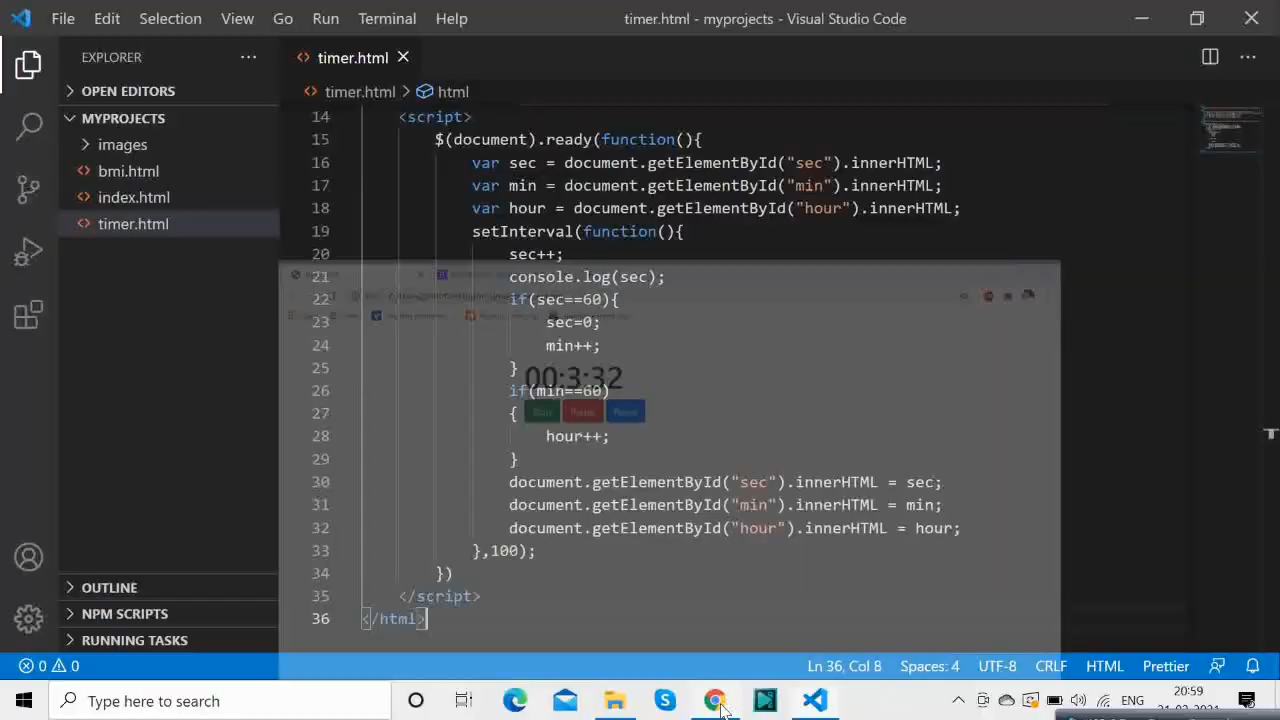 File Edit Selection View Go Run Terminal Help
timer.html - myprojects - Visual Studio Code
EXPLORER
timer.html
OPEN EDITORS
timer.html > html
MYPROJECTS
images
bmi.html
index.html
timer.html
14 <script>
15 $(document).ready(function(){
16 var sec = document.getElementById("sec").innerHTML;
17 var min = document.getElementById("min").innerHTML;
18 var hour = document.getElementById("hour").innerHTML;
19 setInterval(function(){
20 sec++;
21 console.log(sec);
22 if(sec==60){
23 sec=0;
24 min++;
25 }
26 if(min==60)
27 {
28 hour++;
29 }
30 document.getElementById("sec").innerHTML = sec;
31 document.getElementById("min").innerHTML = min;
32 document.getElementById("hour").innerHTML = hour;
33 },100);
34 })
35 </script>
36 </html>
00:3:32
OUTLINE
NPM SCRIPTS
RUNNING TASKS
0 0
Ln 36, Col 8 Spaces: 4 UTF-8 CRLF HTML Prettier
Type here to search
ENG
20:59